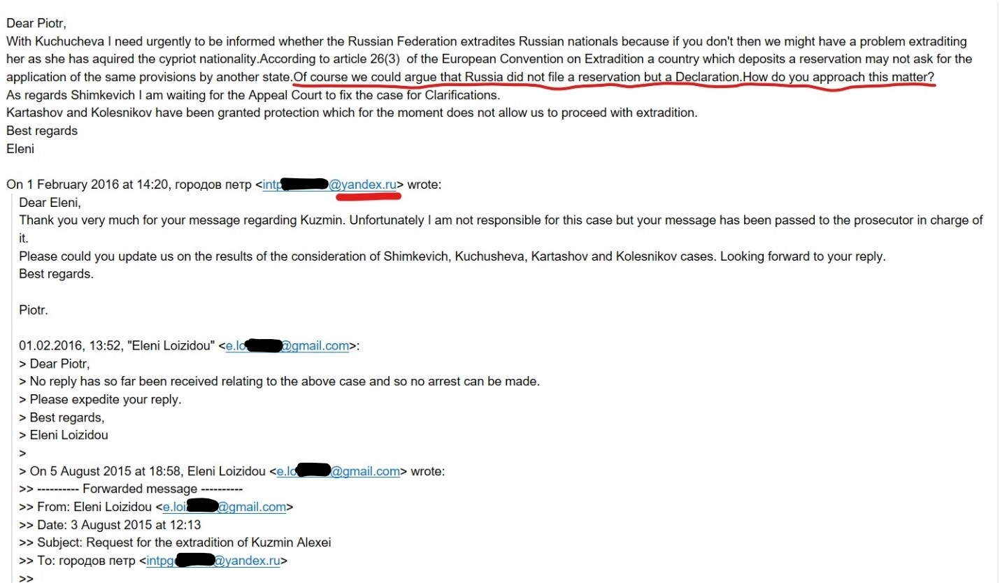 Dear Piotr,
With Kuchucheva I need urgently to be informed whether the Russian Federation extradites Russian nationals because if you don't then we might have a problem extraditing
her as she has aquired the cypriot nationality.According to article 26(3)  of the European Convention on Extradition a country which deposits a reservation may not ask for the
application of the same provisions by another state.Of course we could argue that Russia did not file a reservation but a Declaration.How do you approach this matter?
As regards Shimkevich I am waiting for the Appeal Court to fix the case for Clarifications.
Kartashov and Kolesnikov have been granted protection which for the moment does not allow us to proceed with extradition.
Best regards
Eleni
On 1 February 2016 at 14:20, городов петр <intp @yandex.ru> wrote:
Dear Eleni,
Thank you very much for your message regarding Kuzmin. Unfortunately I am not responsible for this case but your message has been passed to the prosecutor in charge of
it.
Please could you update us on the results of the consideration of Shimkevich, Kuchusheva, Kartashov and Kolesnikov cases. Looking forward to your reply.
Best regards.
Piotr.
01.02.2016, 13:52, "Eleni Loizidou" <e.lo @gmail.com>:
> Dear Piotr,
> No reply has so far been received relating to the above case and so no arrest can be made.
> Please expedite your reply.
> Best regards,
> Eleni Loizidou
>
> On 5 August 2015 at 18:58, Eleni Loizidou <e.lo @gmail.com> wrote:
>> ---------- Forwarded message ----------
>> From: Eleni Loizidou <e.loi @gmail.com>
>> Date: 3 August 2015 at 12:13
>> Subject: Request for the extradition of Kuzmin Alexei
>> To: городов петр <intpg @yandex.ru>
>>